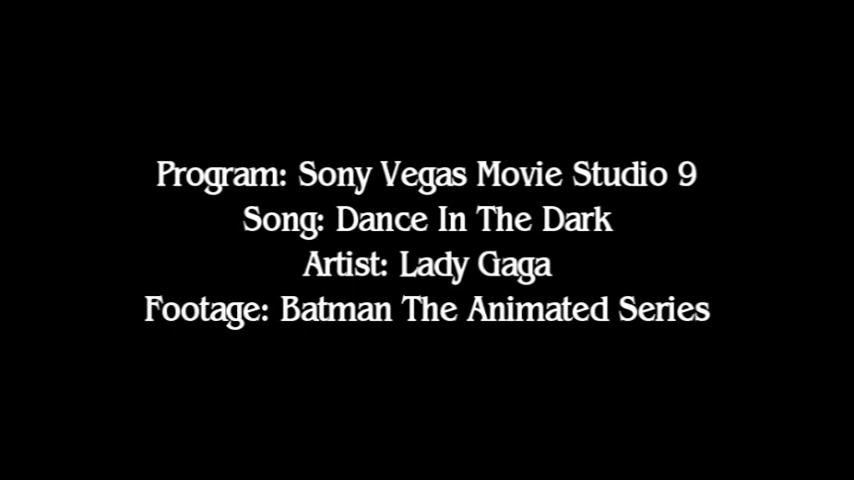 Program: Sony Vegas Movie Studio 9
Song: Dance In The Dark
Artist: Lady Gaga
Footage: Batman The Animated Series